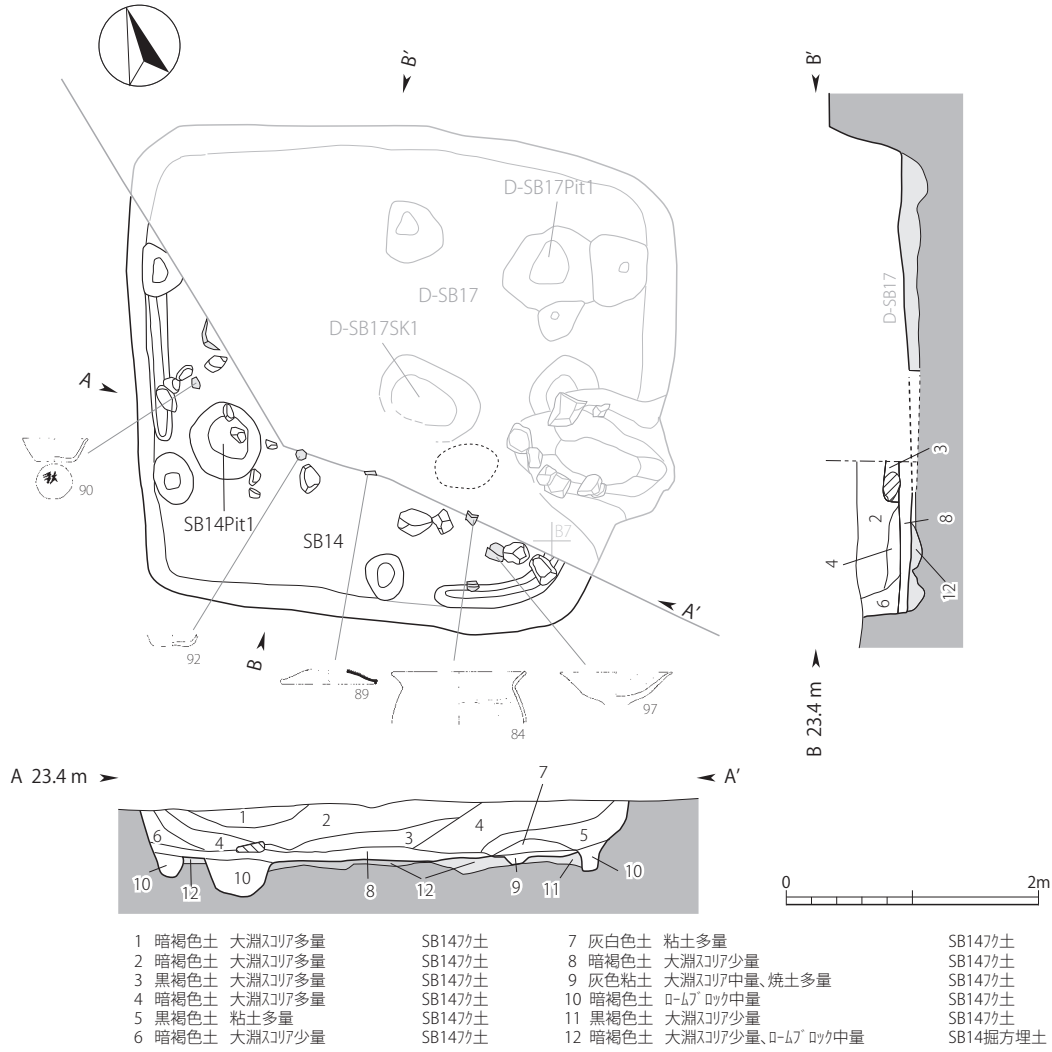 B'
B'
D-SB17Pit1
D-SB17
D-SB17SK1
D-SB17
A
90
SB14Pit1
SB14
B7
A'
92
B
89
84
97
3
2
8
4
12
6
B 23.4 m
A 23.4 m
A'
7
1
2
4
6
4
3
5
10
12
10
8
12
9
11
10
0 2m
1 暗褐色土 大淵スコリア多量 SB14フク土
2 暗褐色土 大淵スコリア多量 SB14フク土
3 黒褐色土 大淵スコリア多量 SB14フク土
4 暗褐色土 大淵スコリア多量 SB14フク土
5 黒褐色土 粘土多量 SB14フク土
6 暗褐色土 大淵スコリア少量 SB14フク土
7 灰白色土 粘土多量 SB14フク土
8 暗褐色土 大淵スコリア少量 SB14フク土
9 灰色粘土 大淵スコリア中量、焼土多量 SB14フク土
10 暗褐色土 ロームブロック中量 SB14フク土
11 黒褐色土 大淵スコリア少量 SB14フク土
12 暗褐色土 大淵スコリア少量、ロームブロック中量 SB14掘方埋土